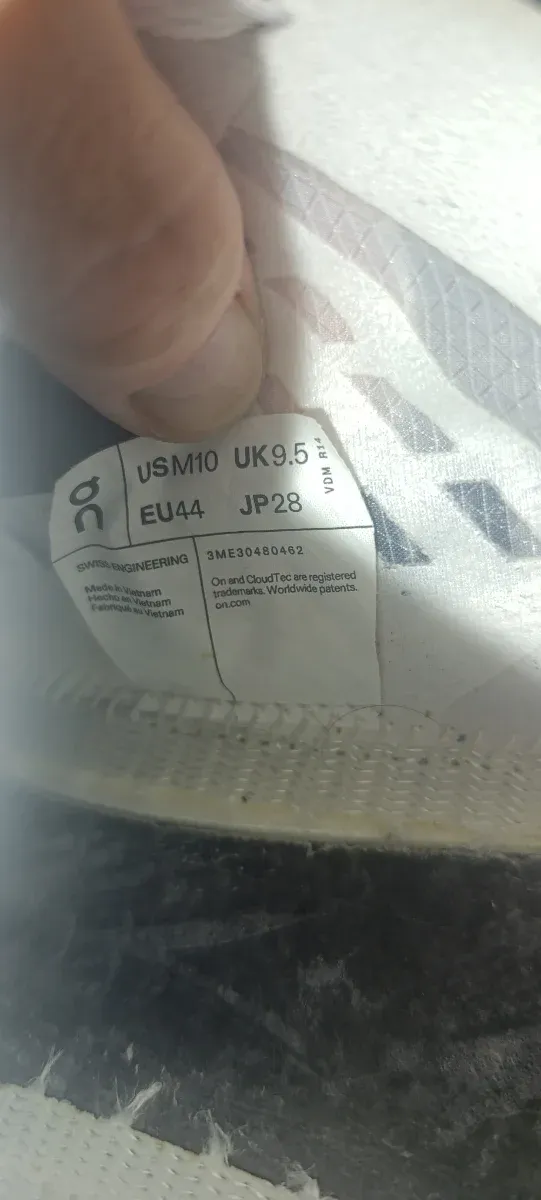 USM10 UK9.5
EU44 JP28
VDM R14
SWISS ENGINEERING
Made in Vietnam
Hecho en Vietnam
Fabriqué au Vietnam
3ME30480462
On and CloudTec are registered
trademarks. Worldwide patents.
on.com